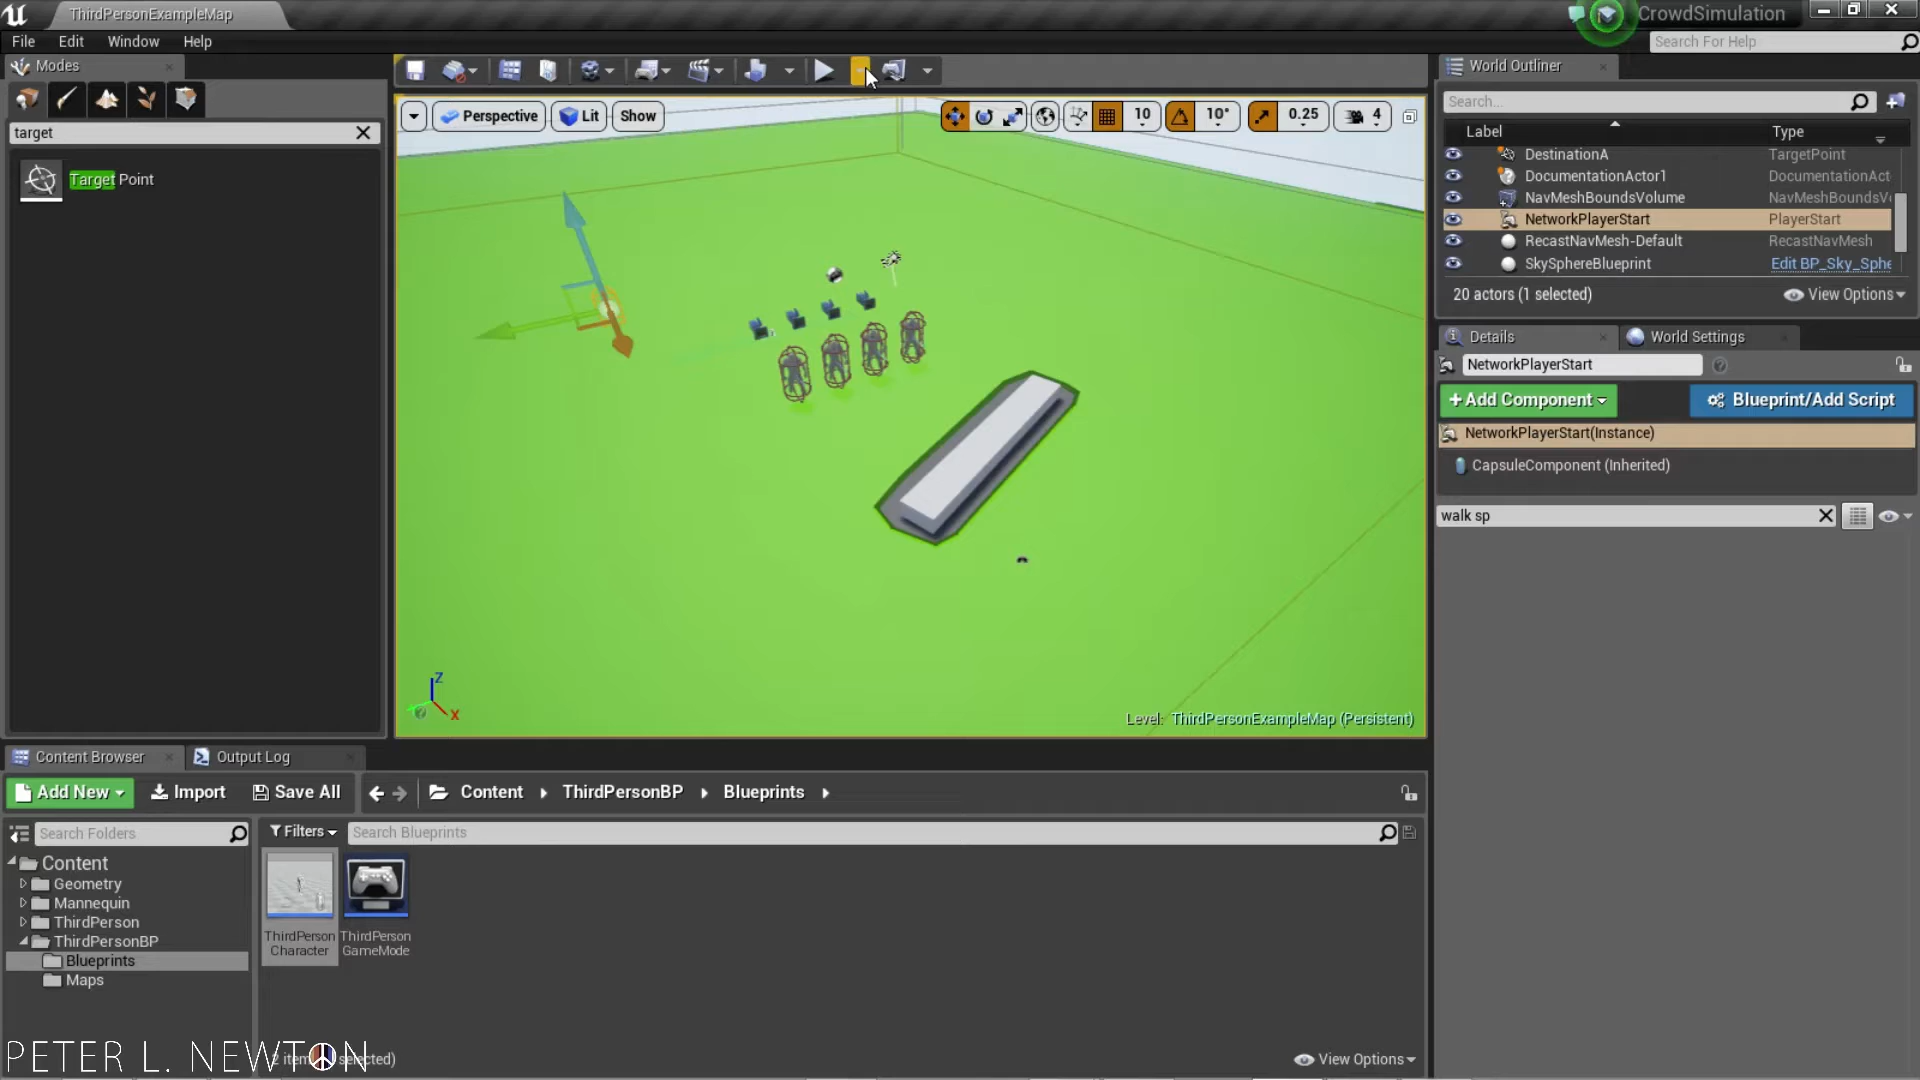 ThirdPersonExampleMap
CrowdSimulation
File Edit Window Help
Search For Help
Modes
target
Target Point
Perspective Lit Show
10 10° 0.25 4
Level: ThirdPersonExampleMap (Persistent)
Z
X
World Outliner
Search...
Label Type
DestinationA TargetPoint
DocumentationActor1 DocumentationAct
NavMeshBoundsVolume NavMeshBoundsV
NetworkPlayerStart PlayerStart
RecastNavMesh-Default RecastNavMesh
SkySphereBlueprint Edit BP_Sky_Sphe
20 actors (1 selected) View Options
Details World Settings
NetworkPlayerStart
+Add Component Blueprint/Add Script
NetworkPlayerStart(Instance)
CapsuleComponent (Inherited)
walk sp
Content Browser Output Log
Add New Import Save All Content ThirdPersonBP Blueprints
Search Folders Filters Search Blueprints
Content
Geometry
Mannequin
ThirdPerson
ThirdPersonBP
Blueprints
Maps
ThirdPerson Character
ThirdPerson GameMode
PETER L. NEWTON
View Options